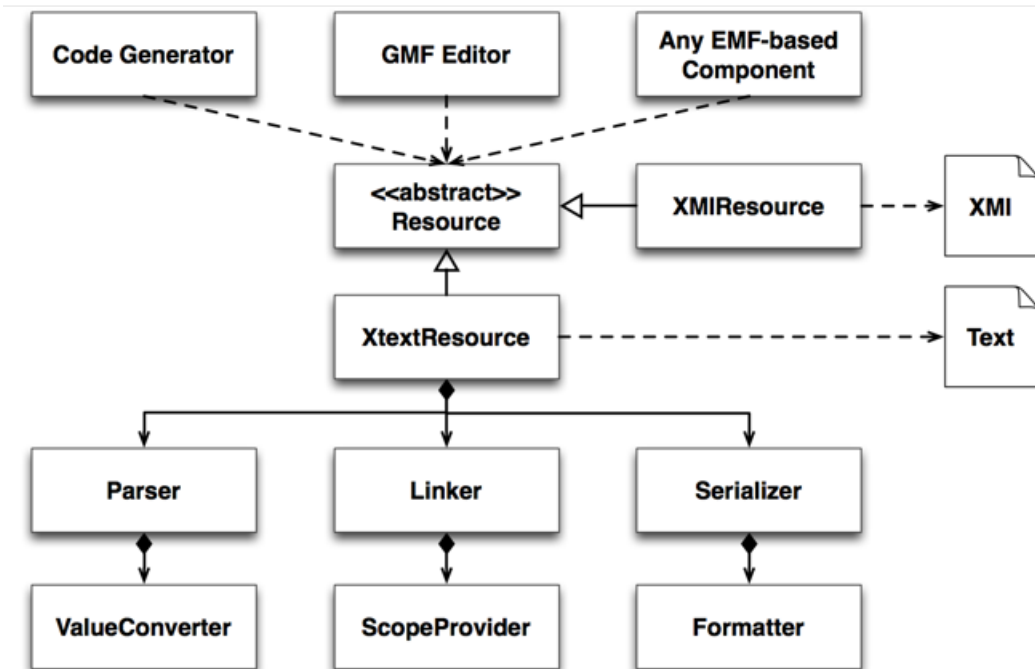 Code Generator
GMF Editor
Any EMF-based
Component
<<abstract>>
Resource
XMIResource
XMI
XtextResource
Text
Parser
Linker
Serializer
ValueConverter
ScopeProvider
Formatter